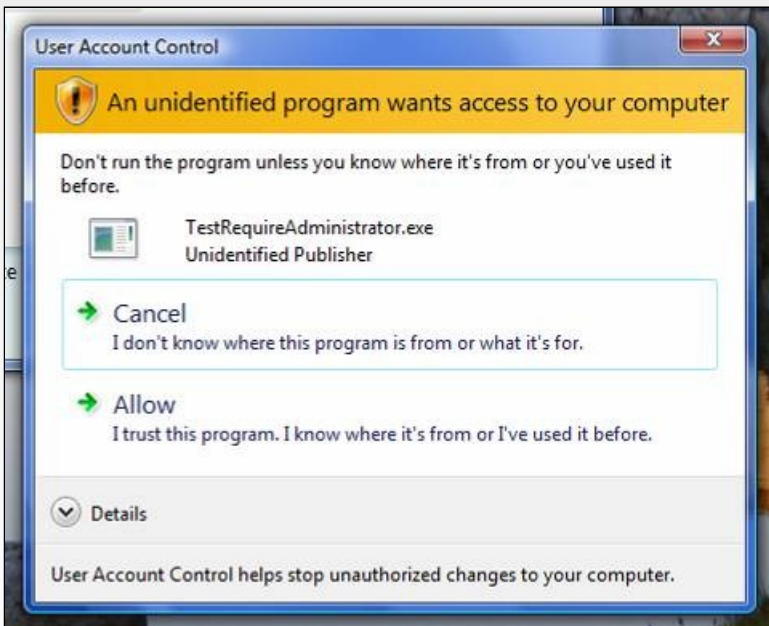 User Account Control
An unidentified program wants access to your computer
Don't run the program unless you know where it's from or you've used it
before.
TestRequireAdministrator.exe
Unidentified Publisher
Cancel
I don't know where this program is from or what it's for.
Allow
I trust this program. I know where it's from or I've used it before.
Details
User Account Control helps stop unauthorized changes to your computer.